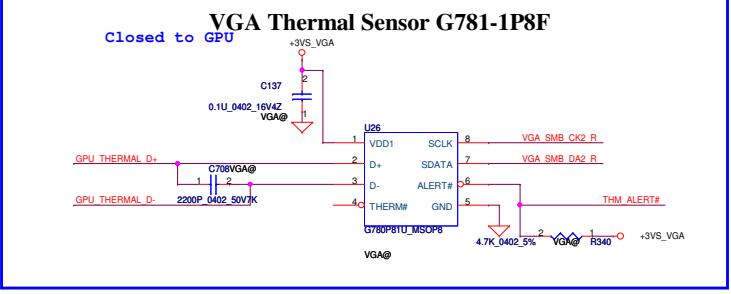 VGA Thermal Sensor G781-1P8F
Closed to GPU
+3VS_VGA
2
C137
0.1U_0402_16V4Z
VGA@
1
U26
1 VDD1 SCLK 8 VGA_SMB_CK2_R
GPU_THERMAL_D+ 2 D+ SDATA 7 VGA_SMB_DA2_R
C708 VGA@
1 2
3 D- ALERT# 6
GPU_THERMAL_D- 2200P_0402_50V7K
4 THERM# GND 5 THM_ALERT#
G780P81U_MSOP8
4.7K_0402_5% 2 VGA@ 1 R340 +3VS_VGA
VGA@